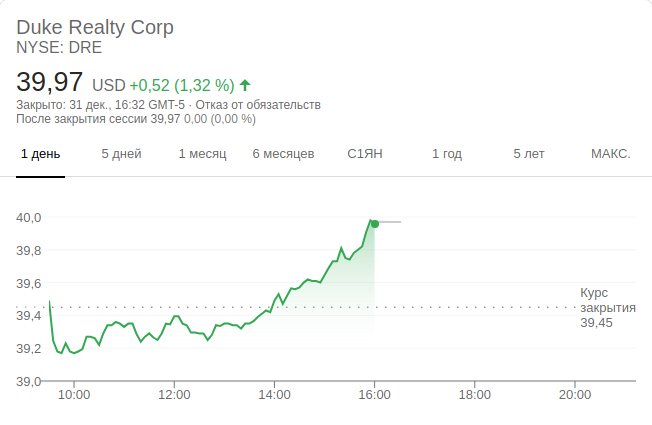 Duke Realty Corp
NYSE: DRE
39,97 USD +0,52 (1,32 %)
Закрыто: 31 дек., 16:32 GMT-5 · Отказ от обязательств
После закрытия сессии 39,97 0,00 (0,00 %)
1 день 5 дней 1 месяц 6 месяцев С1ЯН 1 год 5 лет МАКС.
40,0
39,8
39,6
39,4
39,2
39,0
Курс
закрытия
39,45
10:00 12:00 14:00 16:00 18:00 20:00